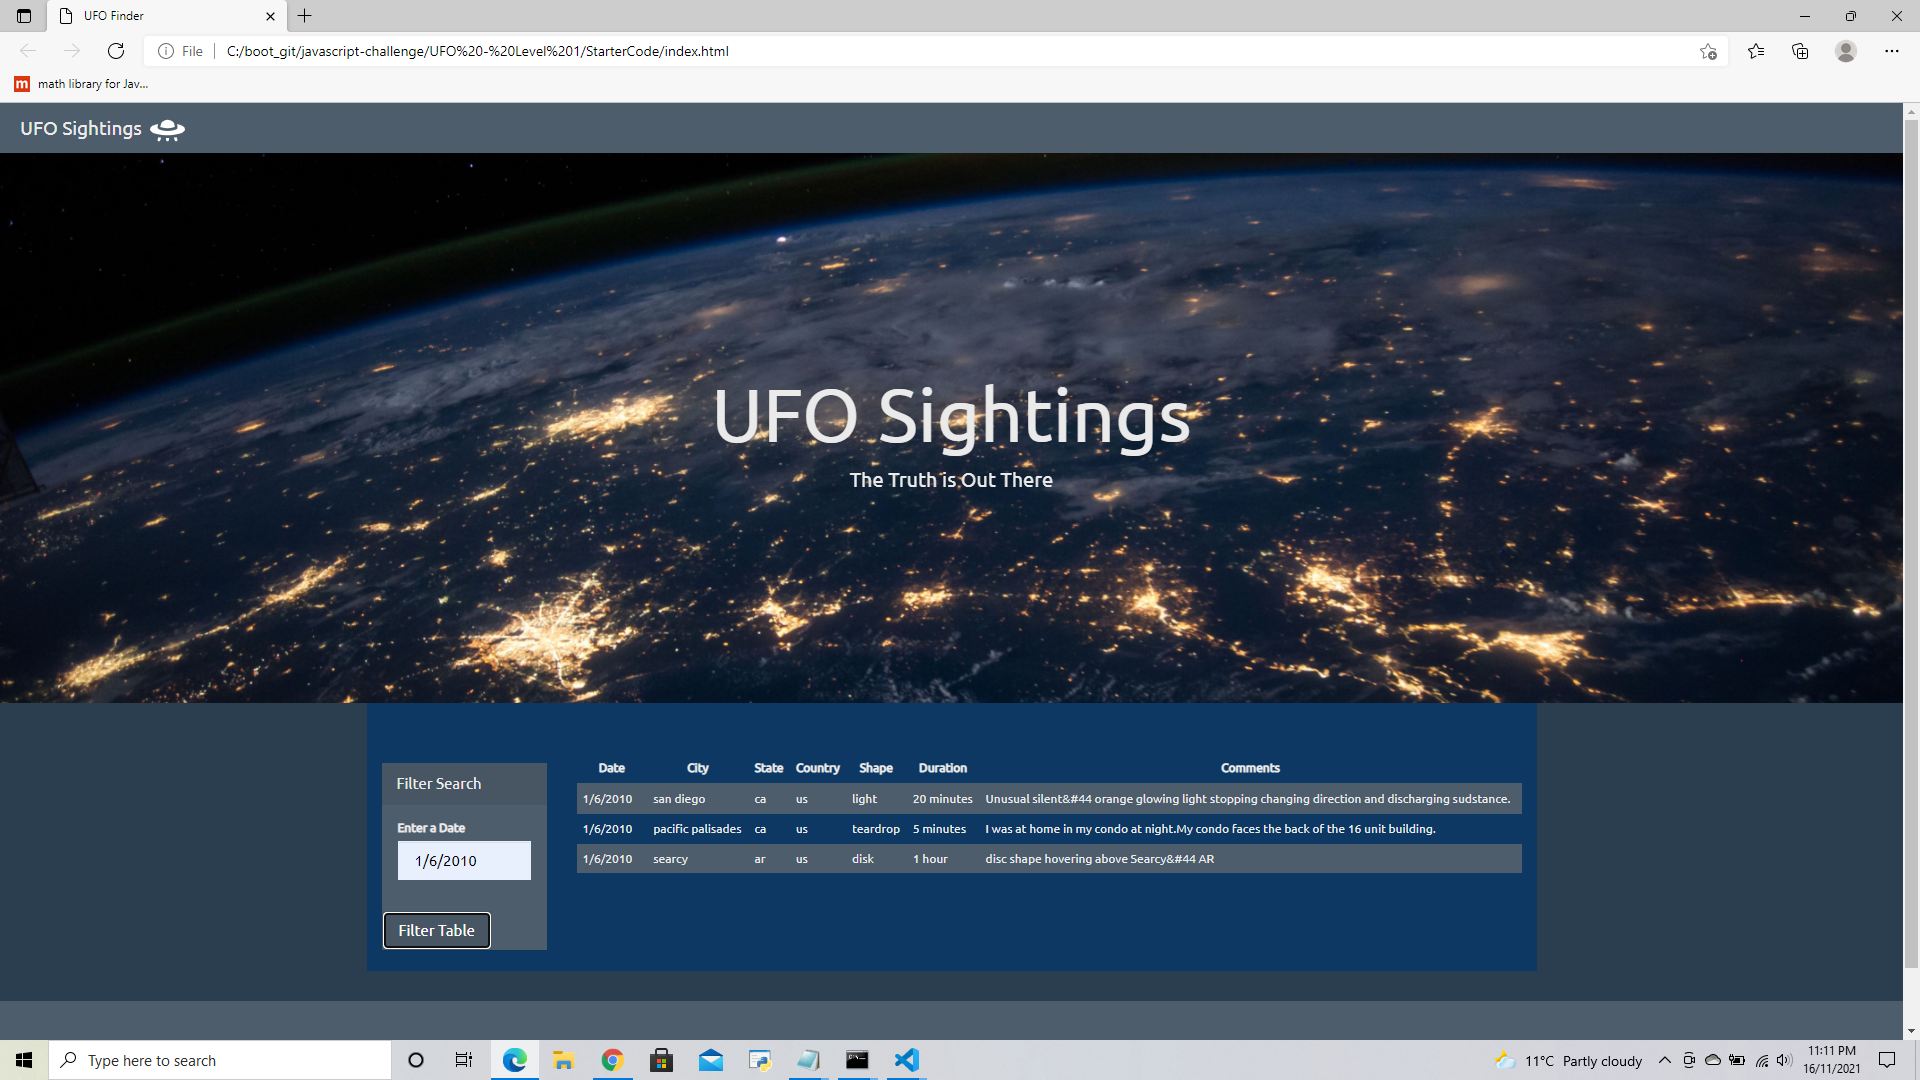 UFO Finder
File
C:/boot_git/javascript-challenge/UFO%20-%20Level%201/StarterCode/index.html
m math library for Jav...
UFO Sightings
UFO Sightings
The Truth is Out There
Filter Search
Enter a Date
1/6/2010
Filter Table
Date City State Country Shape Duration Comments
1/6/2010 san diego ca us light 20 minutes Unusual silent&#44 orange glowing light stopping changing direction and discharging sudstance.
1/6/2010 pacific palisades ca us teardrop 5 minutes I was at home in my condo at night.My condo faces the back of the 16 unit building.
1/6/2010 searcy ar us disk 1 hour disc shape hovering above Searcy&#44 AR
Type here to search
11°C Partly cloudy
11:11 PM
16/11/2021